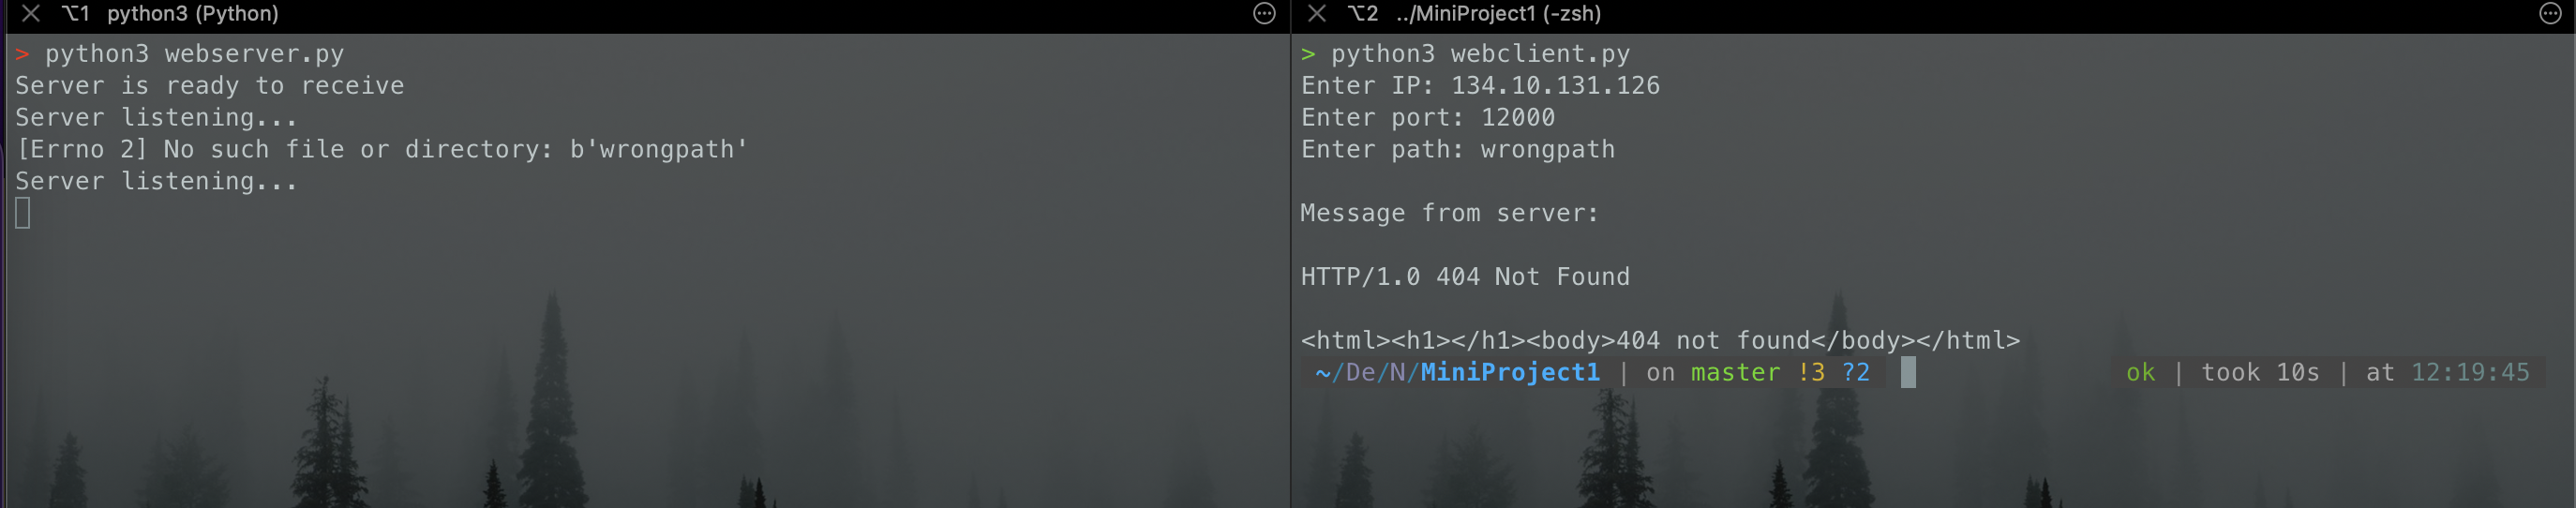 ⌥1 python3 (Python)
> python3 webserver.py
Server is ready to receive
Server listening...
[Errno 2] No such file or directory: b'wrongpath'
Server listening...
⌥2 ../MiniProject1 (-zsh)
> python3 webclient.py
Enter IP: 134.10.131.126
Enter port: 12000
Enter path: wrongpath
Message from server:
HTTP/1.0 404 Not Found
<html><h1></h1><body>404 not found</body></html>
~/De/N/MiniProject1 | on master !3 ?2 ok | took 10s | at 12:19:45